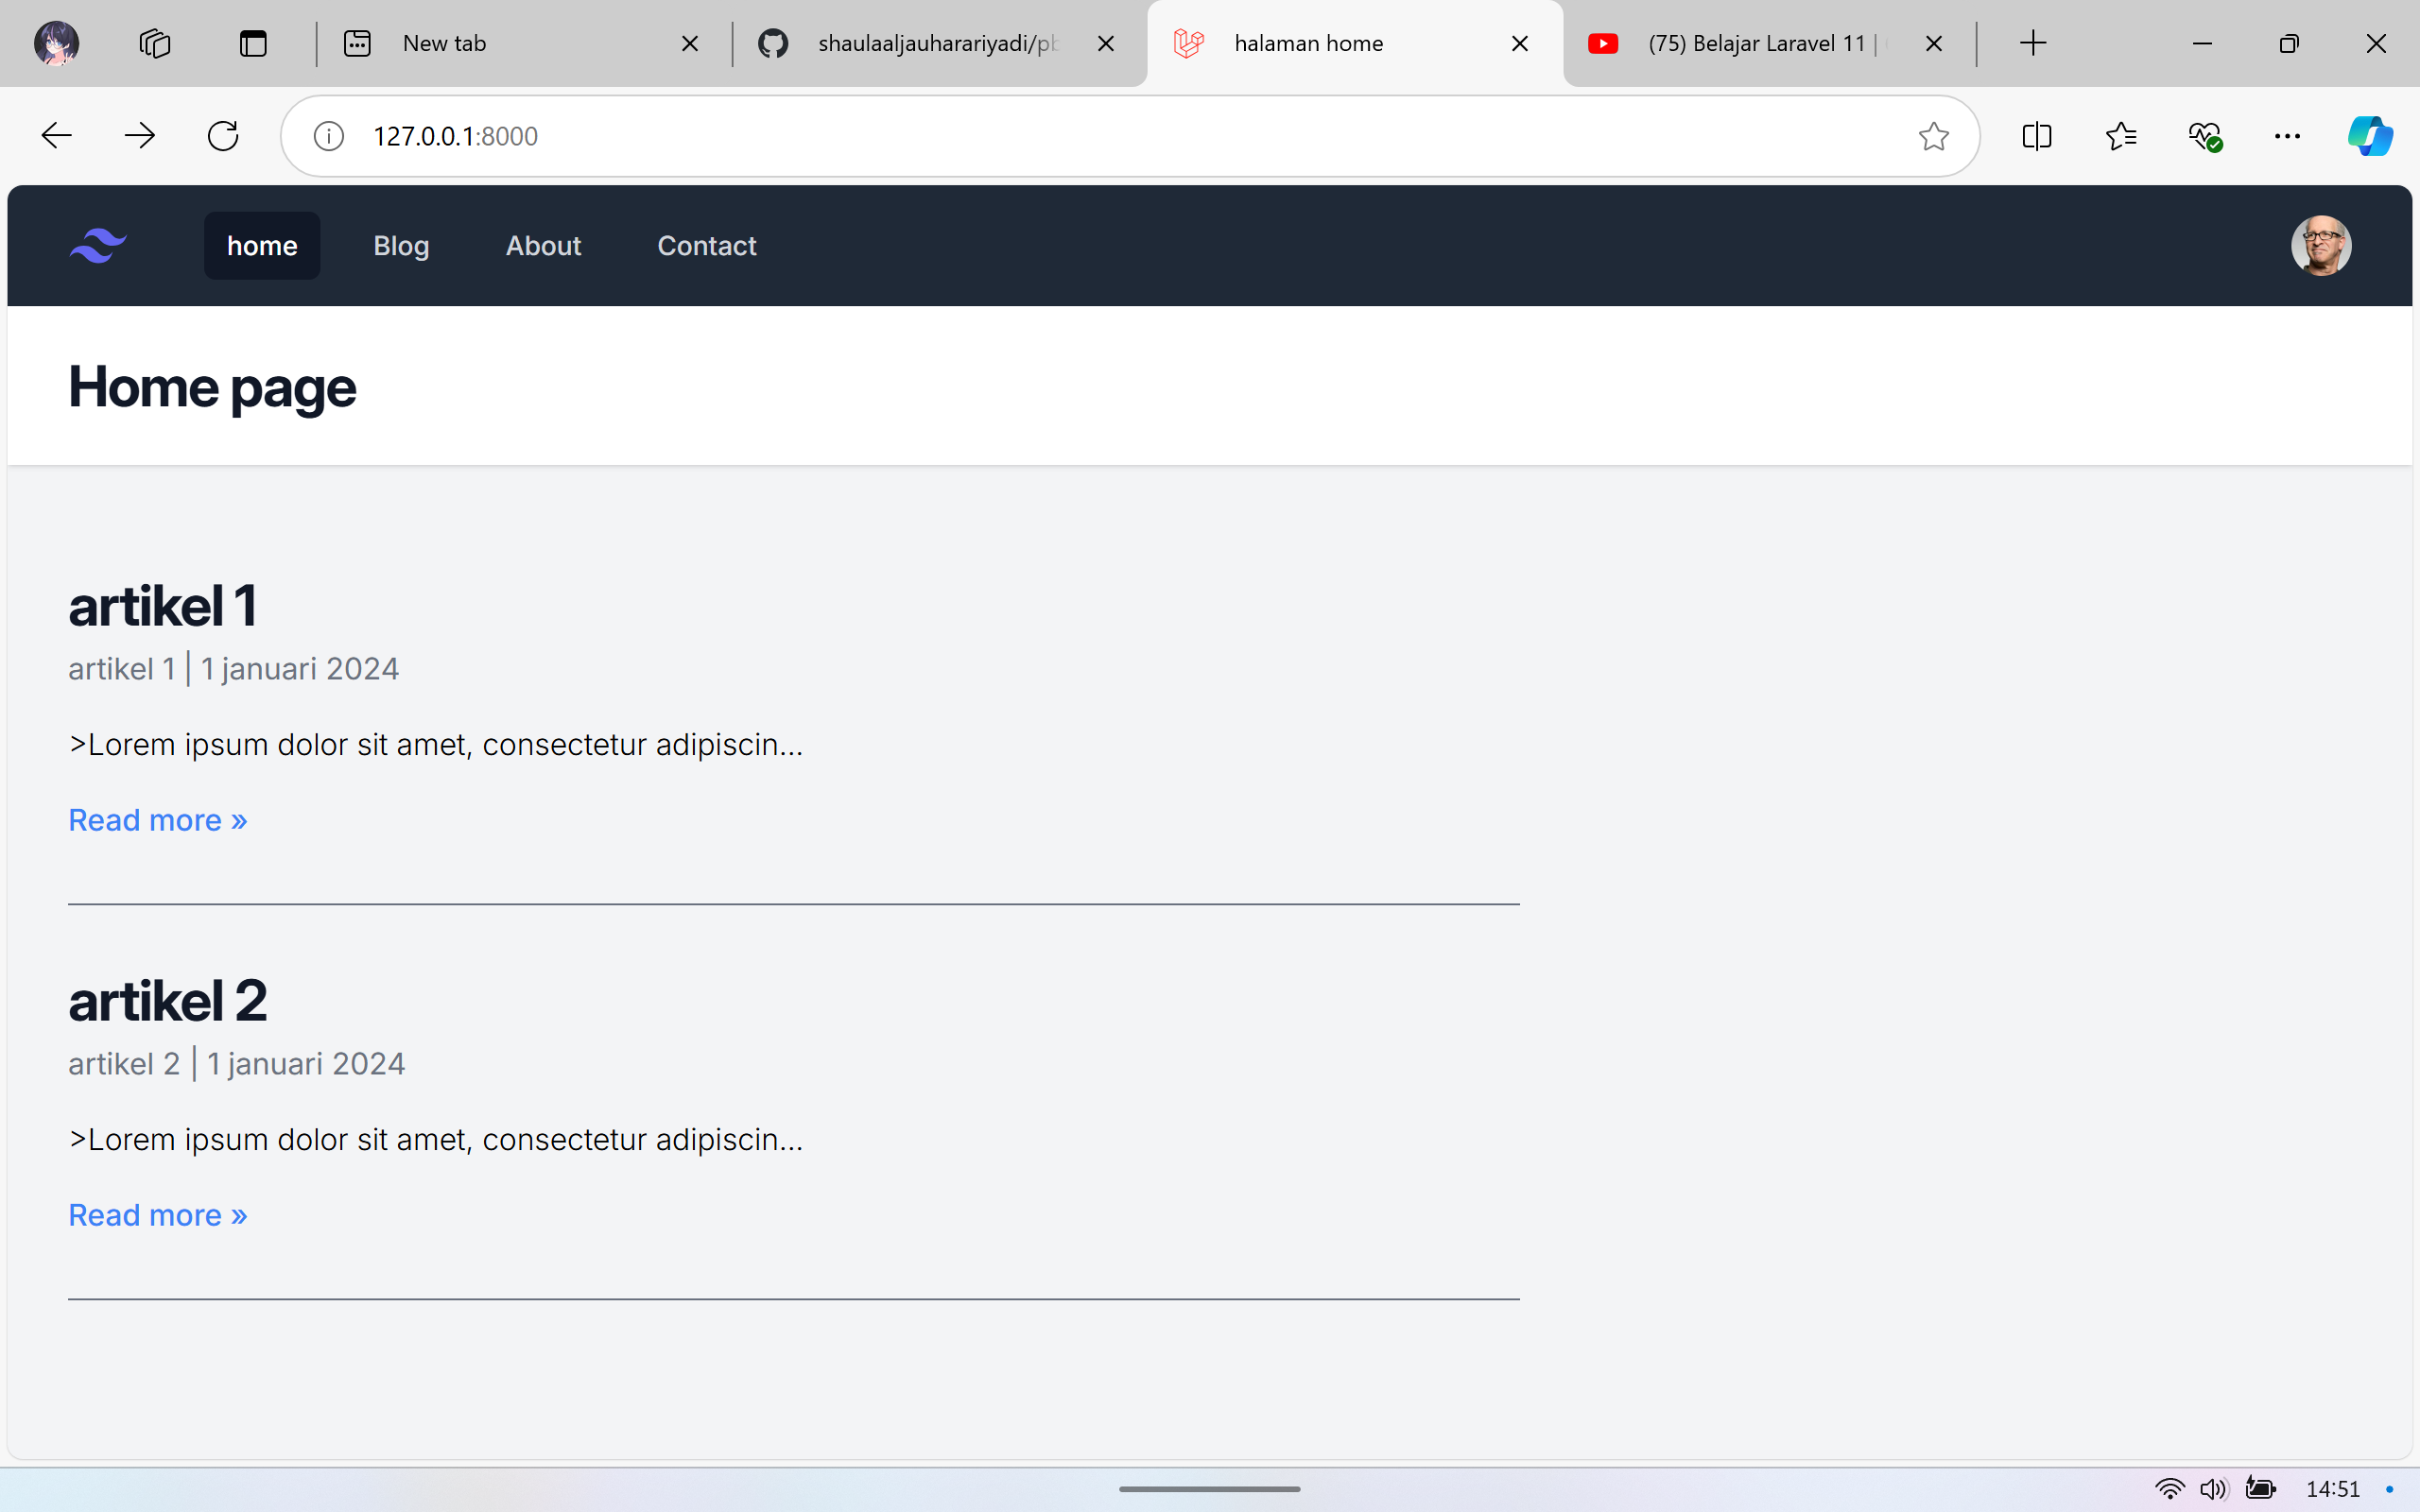 New tab
shaulaaljauharariyadi/pb
halaman home
(75) Belajar Laravel 11 |
127.0.0.1:8000
home
Blog
About
Contact
Home page
artikel 1
artikel 1 | 1 januari 2024
>Lorem ipsum dolor sit amet, consectetur adipiscin...
Read more »
artikel 2
artikel 2 | 1 januari 2024
>Lorem ipsum dolor sit amet, consectetur adipiscin...
Read more »
14:51